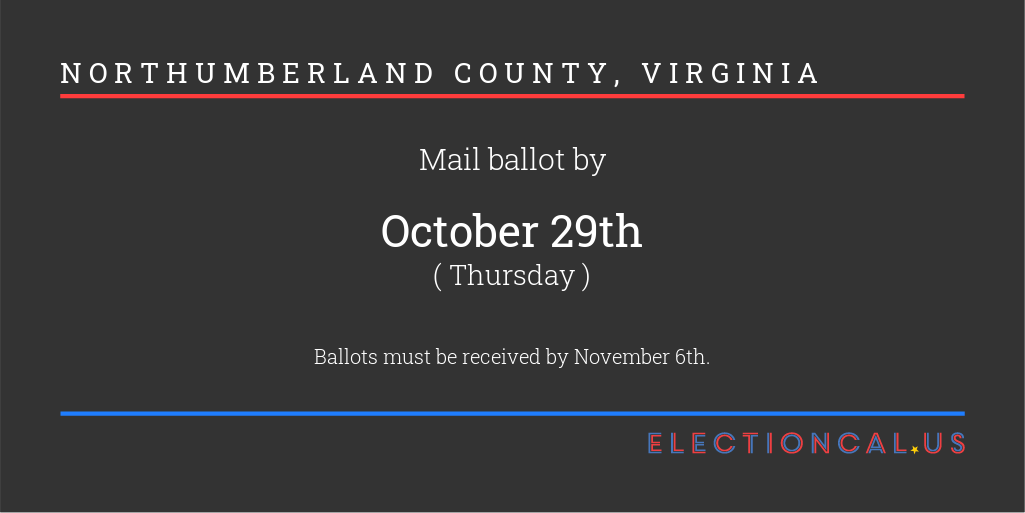 NORTHUMBERLAND COUNTY, VIRGINIA
Mail ballot by
October 29th
( Thursday )
Ballots must be received by November 6th.
ELECTIONCAL.US